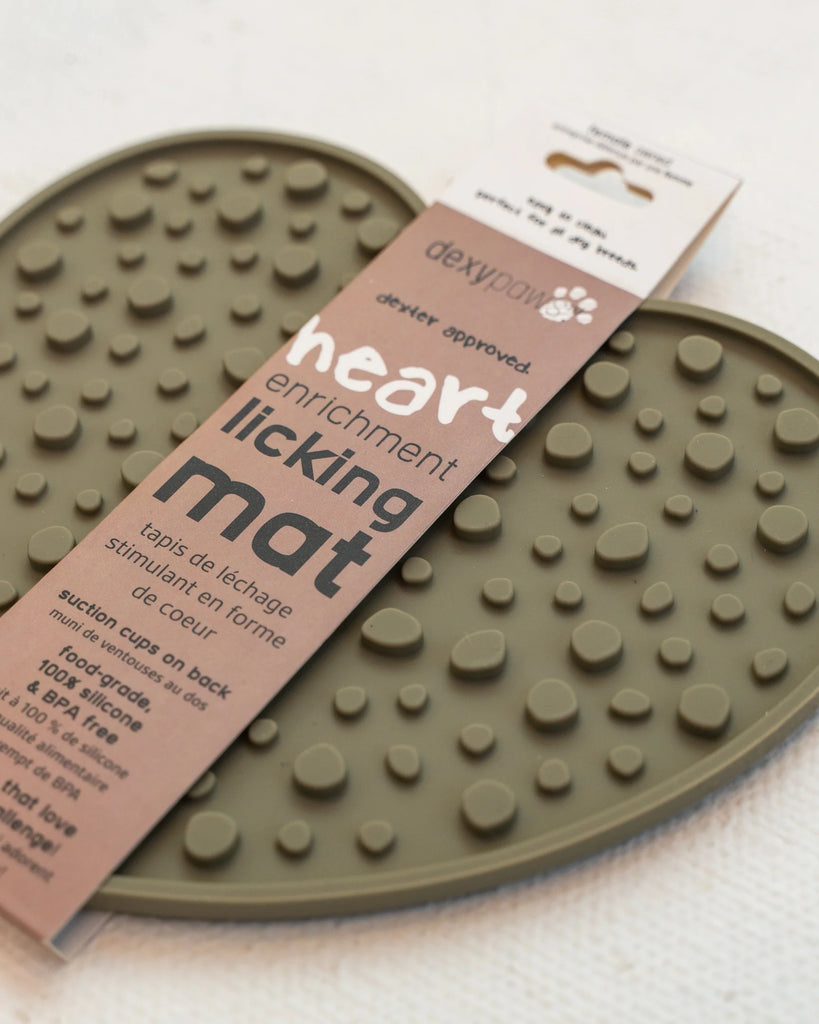 dexypaws
dexter approved.
heart
enrichment
licking
mat
tapis de léchage
stimulant en forme
de coeur
suction cups on back
muni de ventouses au dos
food-grade,
100% silicone
& BPA free
à 100 % de silicone
qualité alimentaire
exempt de BPA
that love
challenge!
adorent